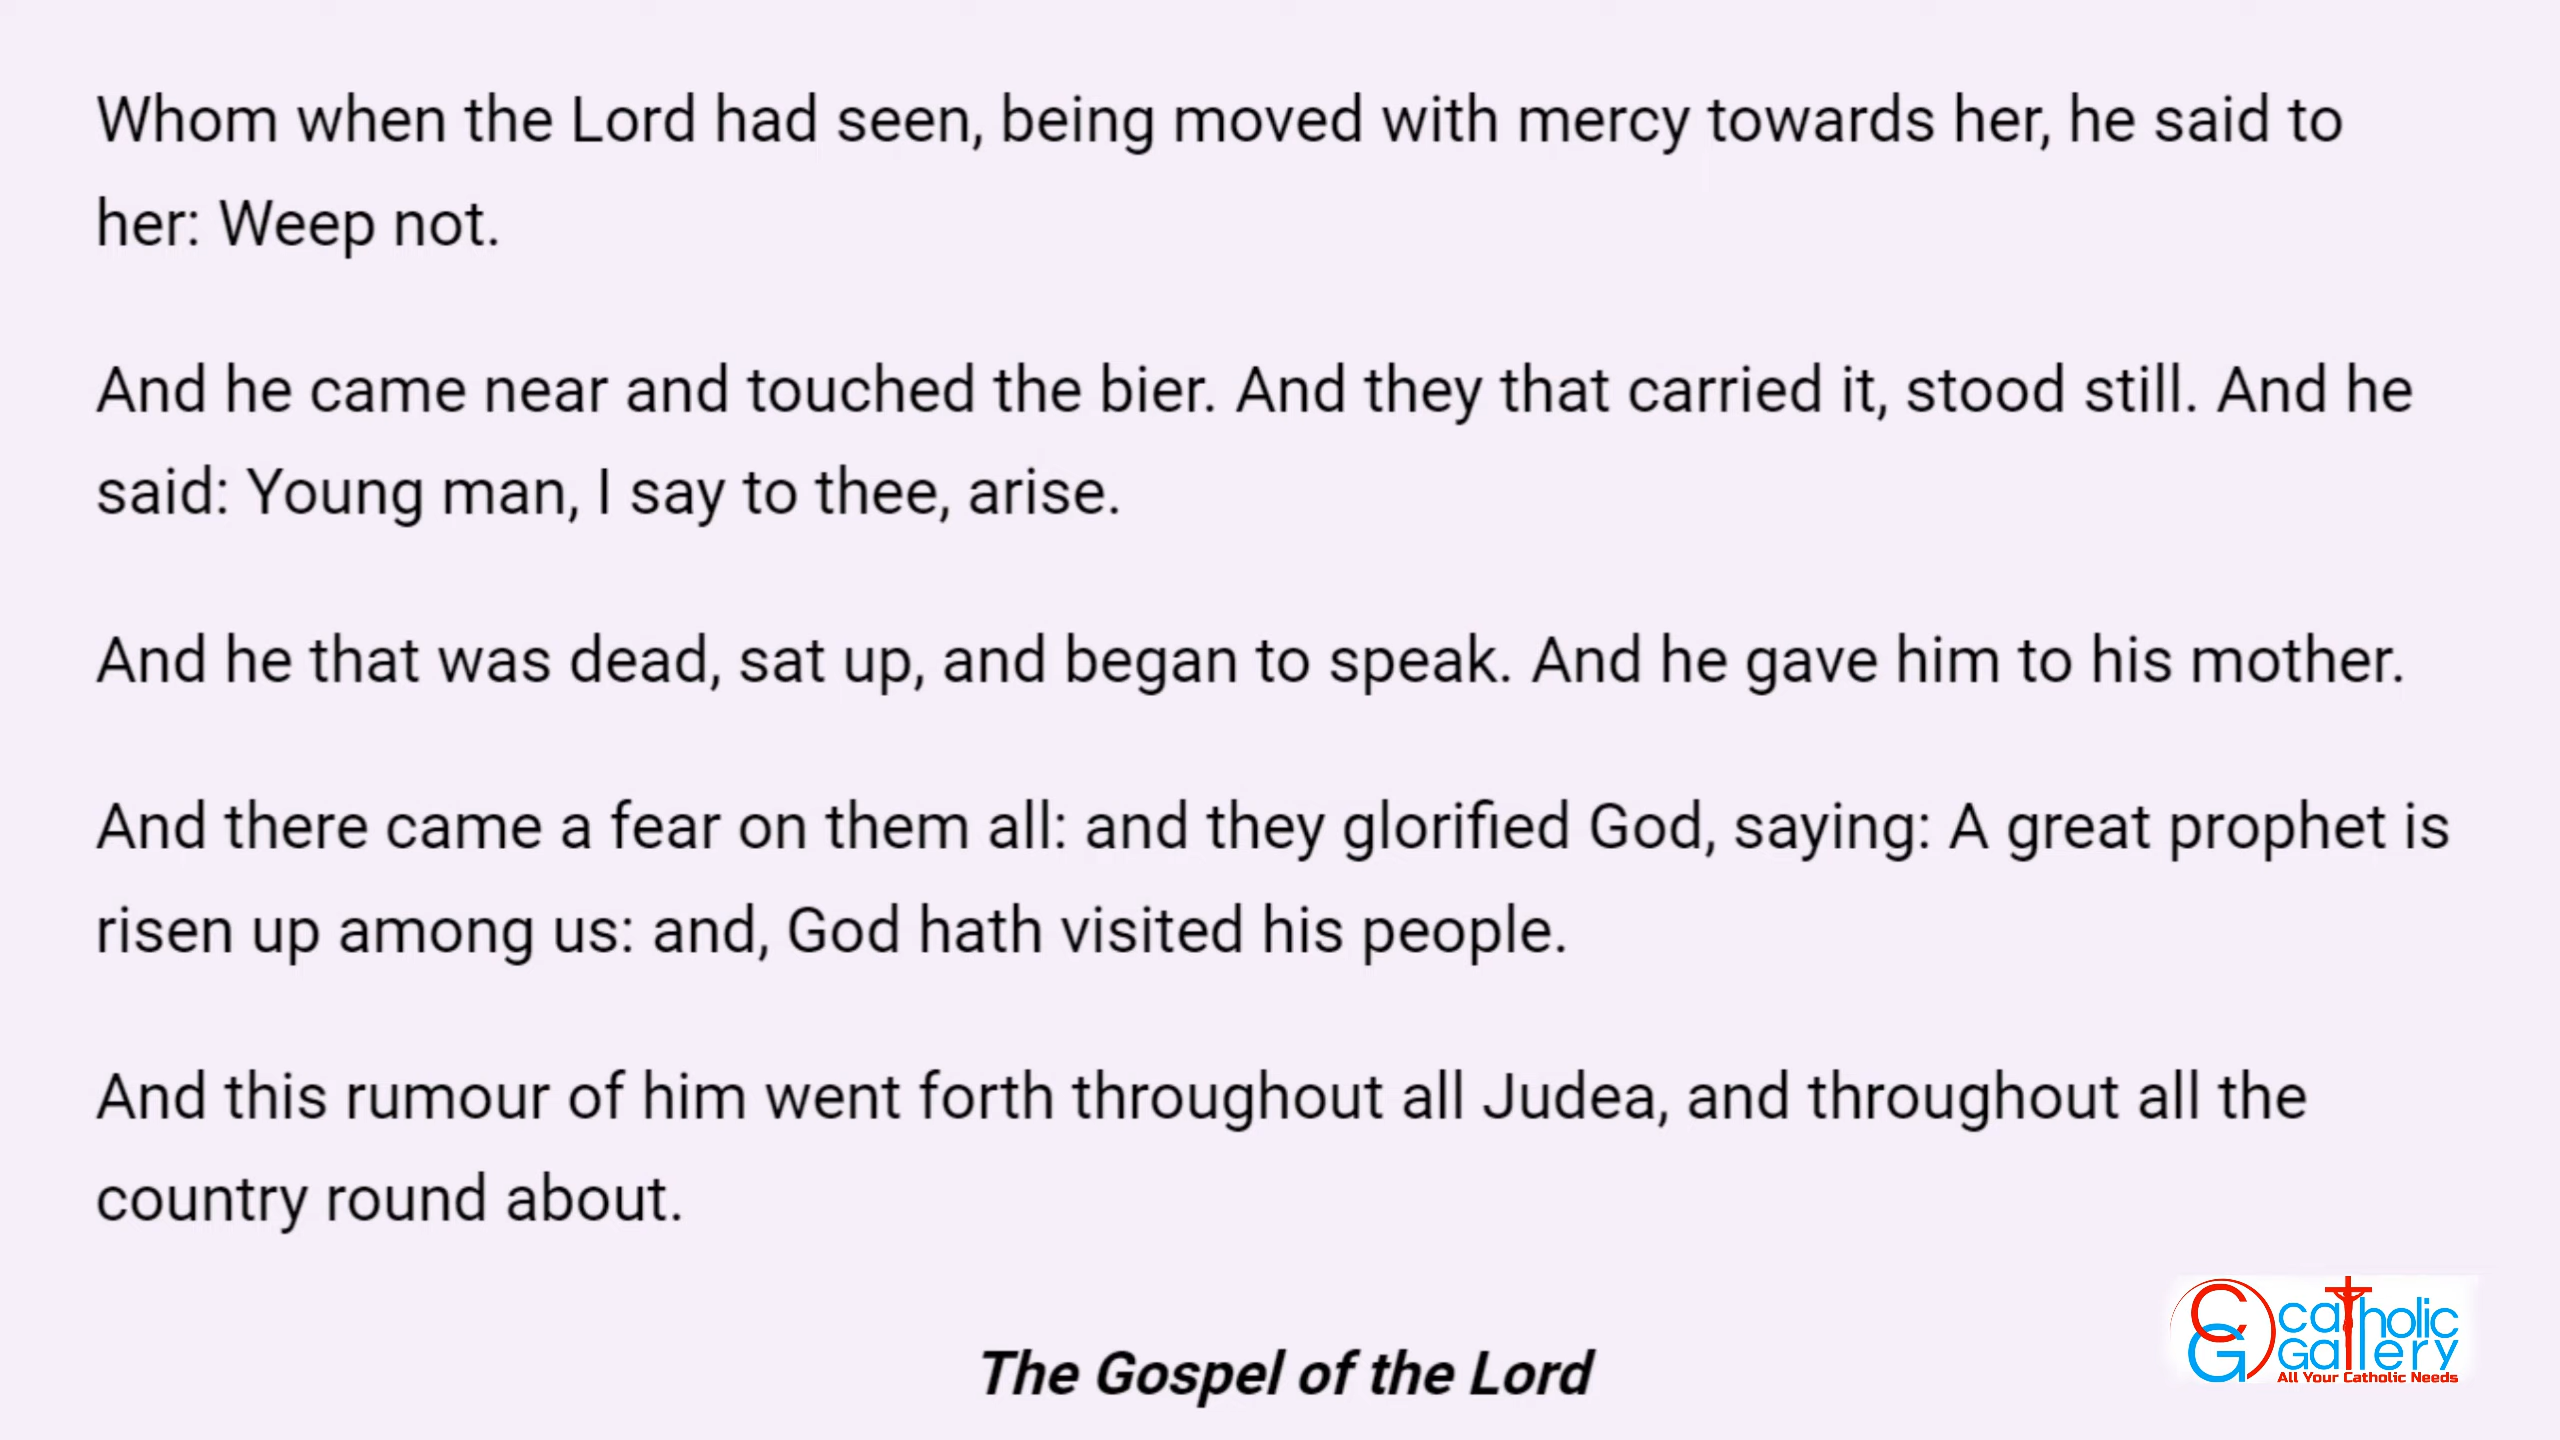 Whom when the Lord had seen, being moved with mercy towards her, he said to
her: Weep not.
And he came near and touched the bier. And they that carried it, stood still. And he
said: Young man, I say to thee, arise.
And he that was dead, sat up, and began to speak. And he gave him to his mother.
And there came a fear on them all: and they glorified God, saying: A great prophet is
risen up among us: and, God hath visited his people.
And this rumour of him went forth throughout all Judea, and throughout all the
country round about.
The Gospel of the Lord
CG
catholic
Gallery
All Your Catholic Needs